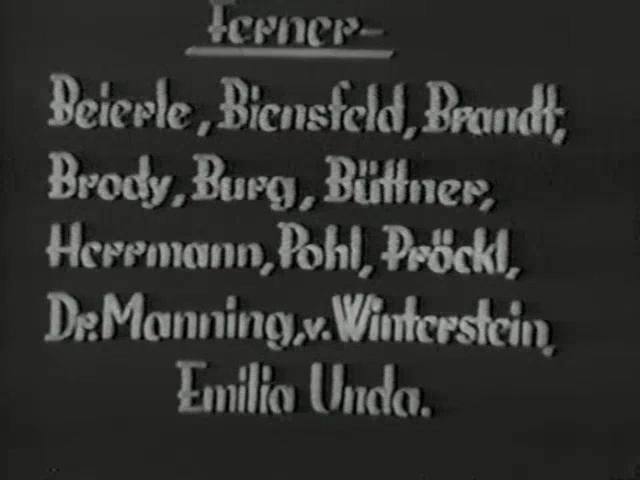 Ferner-
Beierle, Biensfeld, Brandt,
Brody, Burg, Büttner,
Herrmann, Pohl, Pröckl,
Dr. Manning, v. Winterstein,
Emilia Unda.